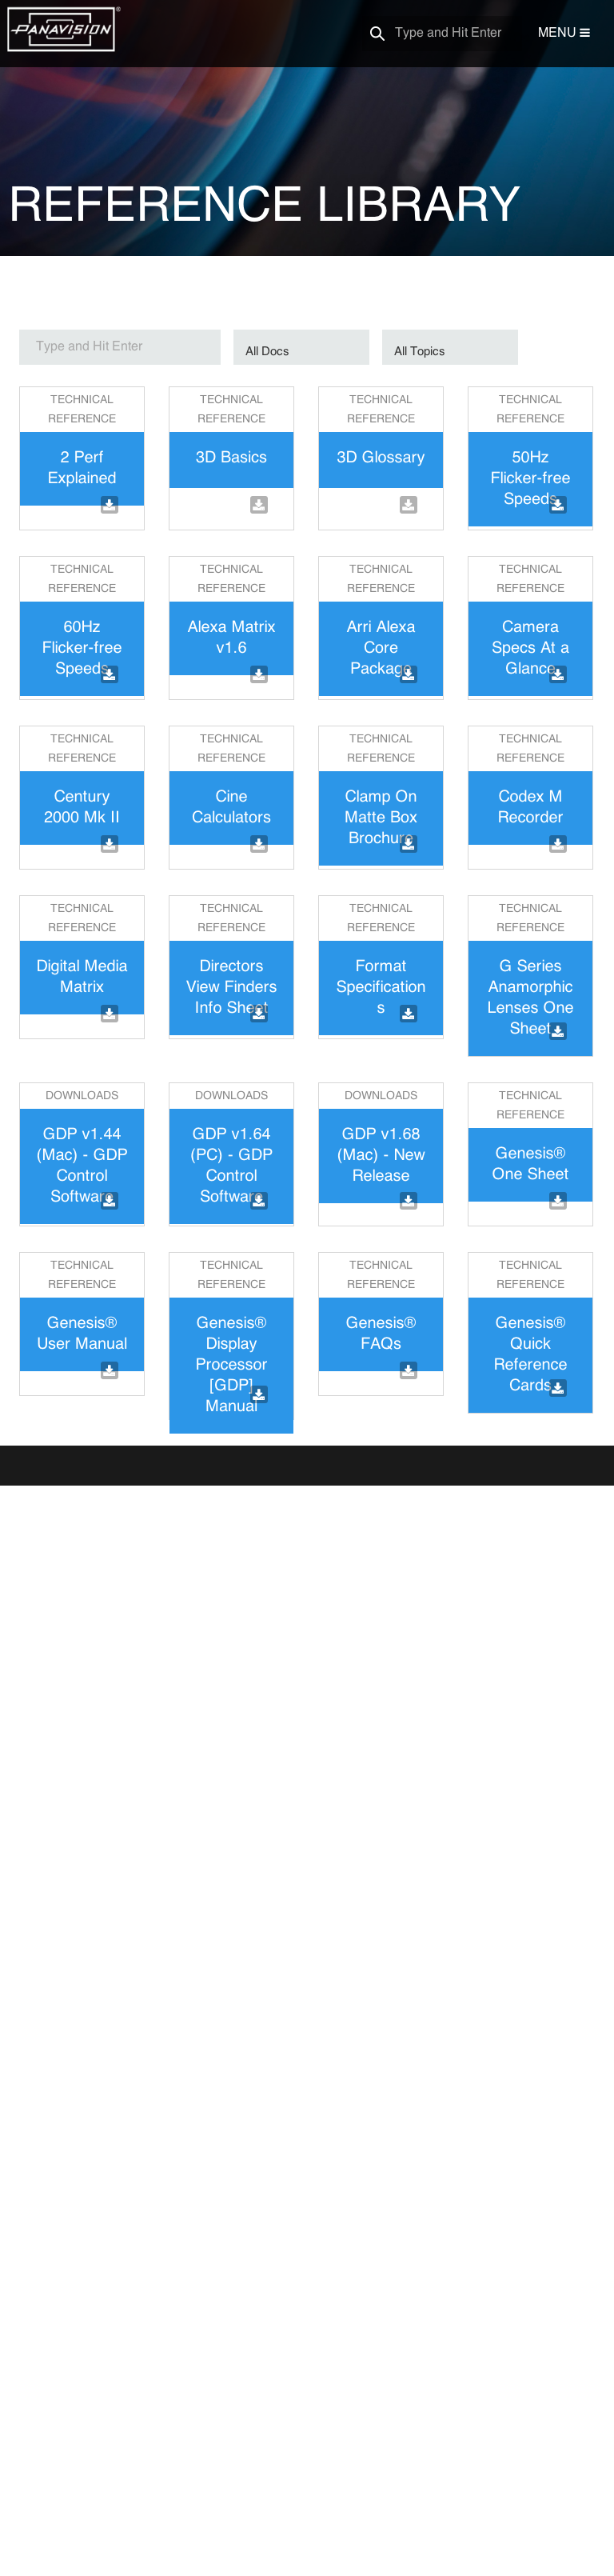 PANAVISION®
Type and Hit Enter
MENU
REFERENCE LIBRARY
Type and Hit Enter
All Docs
All Topics
TECHNICAL
REFERENCE
2 Perf
Explained
TECHNICAL
REFERENCE
3D Basics
TECHNICAL
REFERENCE
3D Glossary
TECHNICAL
REFERENCE
50Hz
Flicker-free
Speeds
TECHNICAL
REFERENCE
60Hz
Flicker-free
Speeds
TECHNICAL
REFERENCE
Alexa Matrix
v1.6
TECHNICAL
REFERENCE
Arri Alexa
Core
Package
TECHNICAL
REFERENCE
Camera
Specs At a
Glance
TECHNICAL
REFERENCE
Century
2000 Mk II
TECHNICAL
REFERENCE
Cine
Calculators
TECHNICAL
REFERENCE
Clamp On
Matte Box
Brochure
TECHNICAL
REFERENCE
Codex M
Recorder
TECHNICAL
REFERENCE
Digital Media
Matrix
TECHNICAL
REFERENCE
Directors
View Finders
Info Sheet
TECHNICAL
REFERENCE
Format
Specification
s
TECHNICAL
REFERENCE
G Series
Anamorphic
Lenses One
Sheet
DOWNLOADS
GDP v1.44
(Mac) - GDP
Control
Software
DOWNLOADS
GDP v1.64
(PC) - GDP
Control
Software
DOWNLOADS
GDP v1.68
(Mac) - New
Release
TECHNICAL
REFERENCE
Genesis®
One Sheet
TECHNICAL
REFERENCE
Genesis®
User Manual
TECHNICAL
REFERENCE
Genesis®
Display
Processor
[GDP]
Manual
TECHNICAL
REFERENCE
Genesis®
FAQs
TECHNICAL
REFERENCE
Genesis®
Quick
Reference
Cards